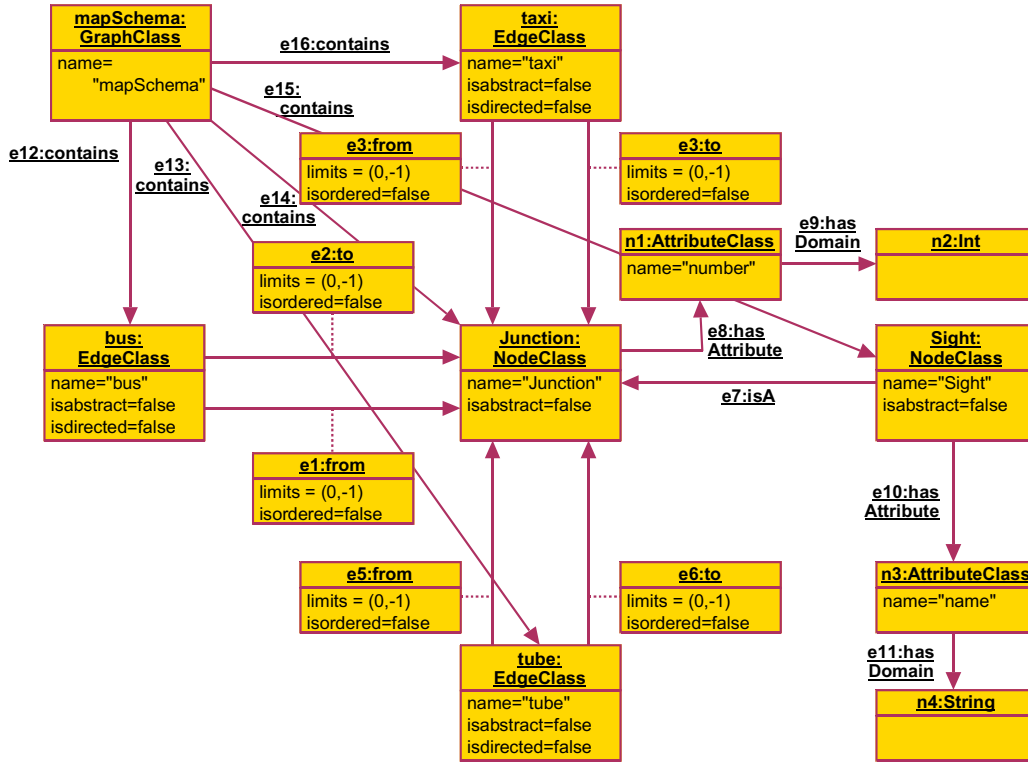 mapSchema:
GraphClass
name=
"mapSchema"
e16:contains
taxi:
EdgeClass
name="taxi"
isabstract=false
isdirected=false
e15:
contains
e12:contains
e13:
contains
e14:
contains
e3:from
limits = (0,-1)
isordered=false
e3:to
limits = (0,-1)
isordered=false
e2:to
limits = (0,-1)
isordered=false
n1:AttributeClass
name="number"
e9:has
Domain
n2:Int
bus:
EdgeClass
name="bus"
isabstract=false
isdirected=false
Junction:
NodeClass
name="Junction"
isabstract=false
e8:has
Attribute
e7:isA
Sight:
NodeClass
name="Sight"
isabstract=false
e1:from
limits = (0,-1)
isordered=false
e10:has
Attribute
e5:from
limits = (0,-1)
isordered=false
e6:to
limits = (0,-1)
isordered=false
n3:AttributeClass
name="name"
tube:
EdgeClass
name="tube"
isabstract=false
isdirected=false
e11:has
Domain
n4:String